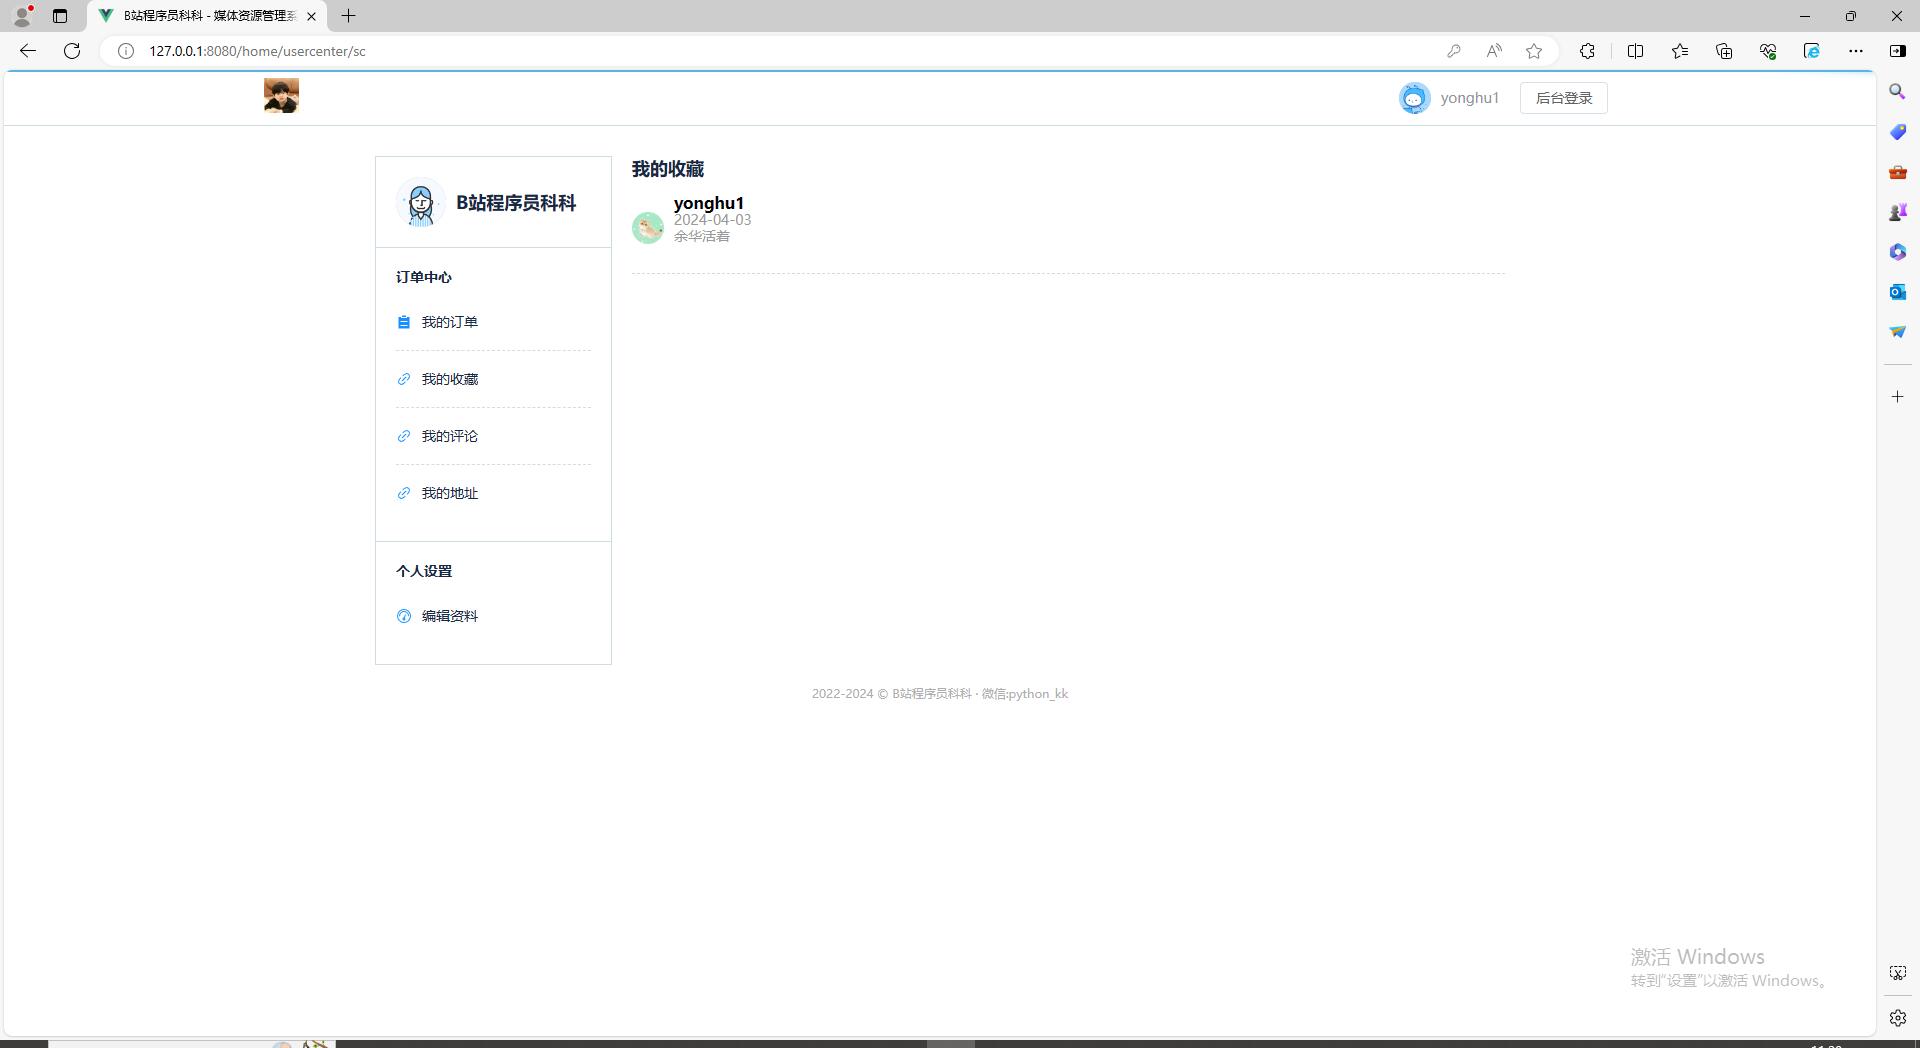 B站程序员科科 - 媒体资源管理系
127.0.0.1:8080/home/usercenter/sc
yonghu1
后台登录
B站程序员科科
订单中心
我的订单
我的收藏
我的评论
我的地址
个人设置
编辑资料
我的收藏
yonghu1
2024-04-03
余华活着
2022-2024 © B站程序员科科 · 微信:python_kk
激活 Windows
转到"设置"以激活 Windows。